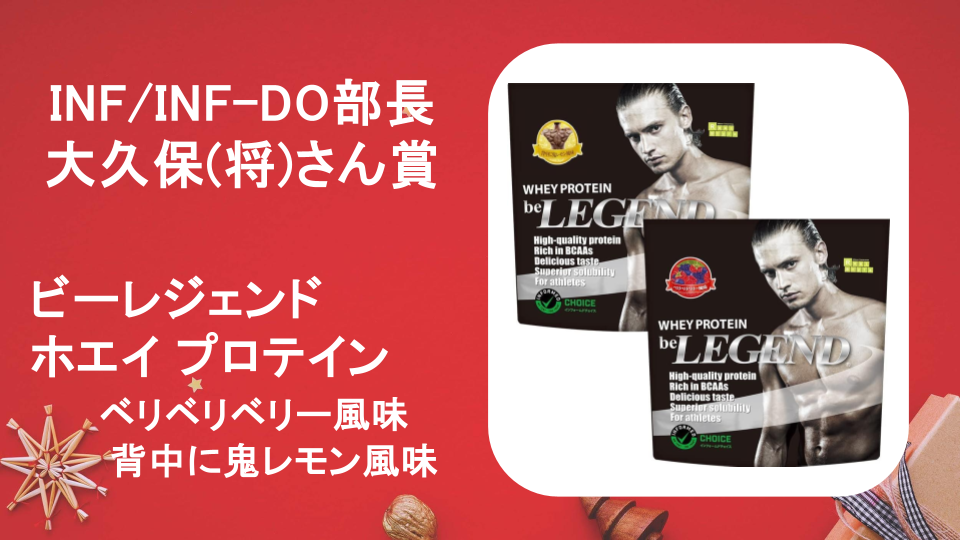 INF/INF-DO部長
大久保(将)さん賞
ビーレジェンド
ホエイ プロテイン
ベリベリベリー風味
背中に鬼レモン風味
WHEY PROTEIN
be LEGEND
High-quality protein
Rich in BCAAs
Delicious taste
Superior solubility
For athletes
INFORMED
CHOICE
WHEY PROTEIN
be LEGEND
High-quality protein
Rich in BCAAs
Delicious taste
Superior solubility
For athletes
INFORMED
CHOICE